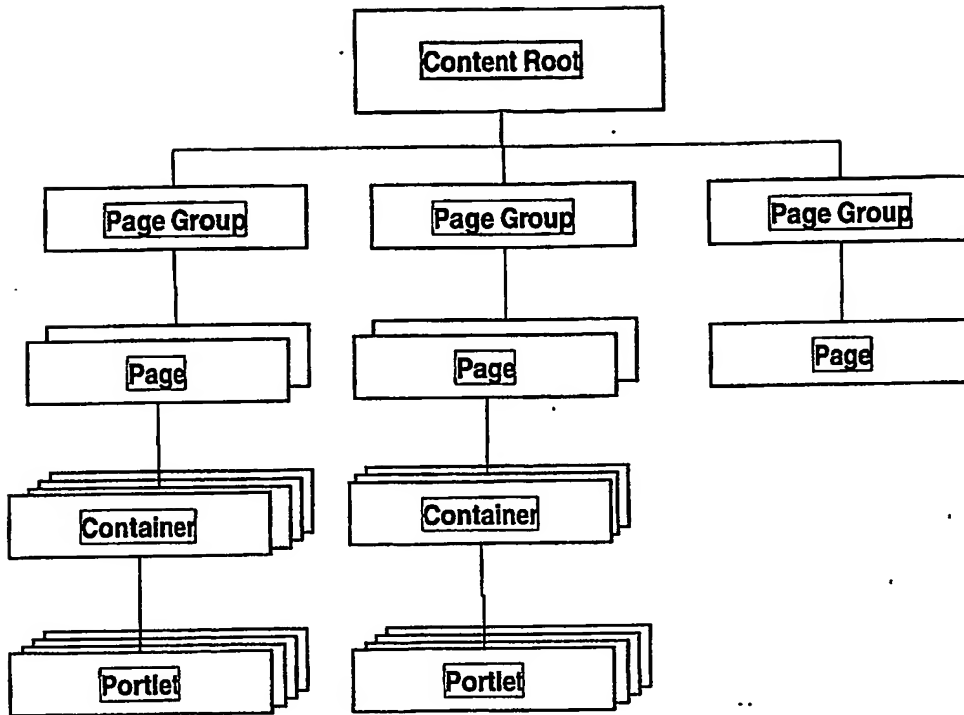 Content Root
Page Group
Page Group
Page Group
Page
Page
Page
Container
Container
Portlet
Portlet